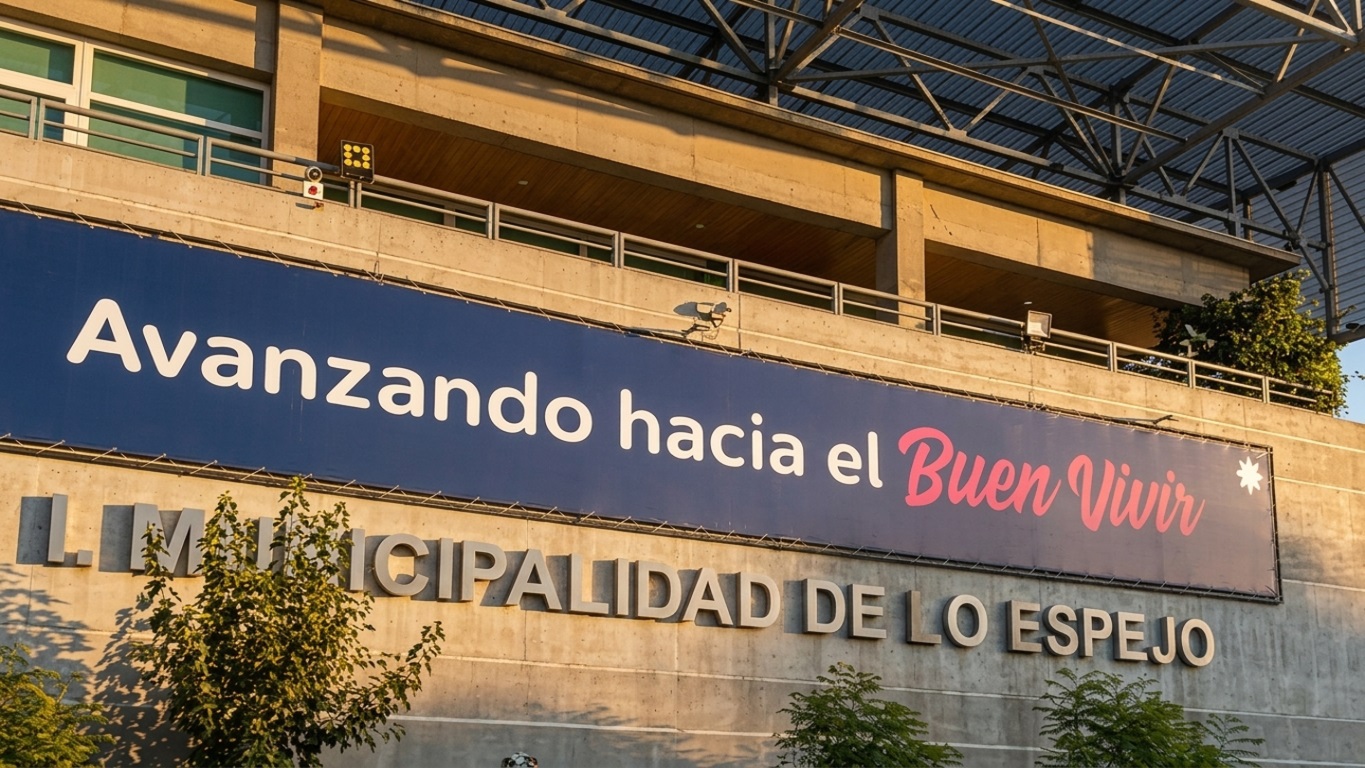 Avanzando hacia el Buen Vivir
I. MUNICIPALIDAD DE LO ESPEJO